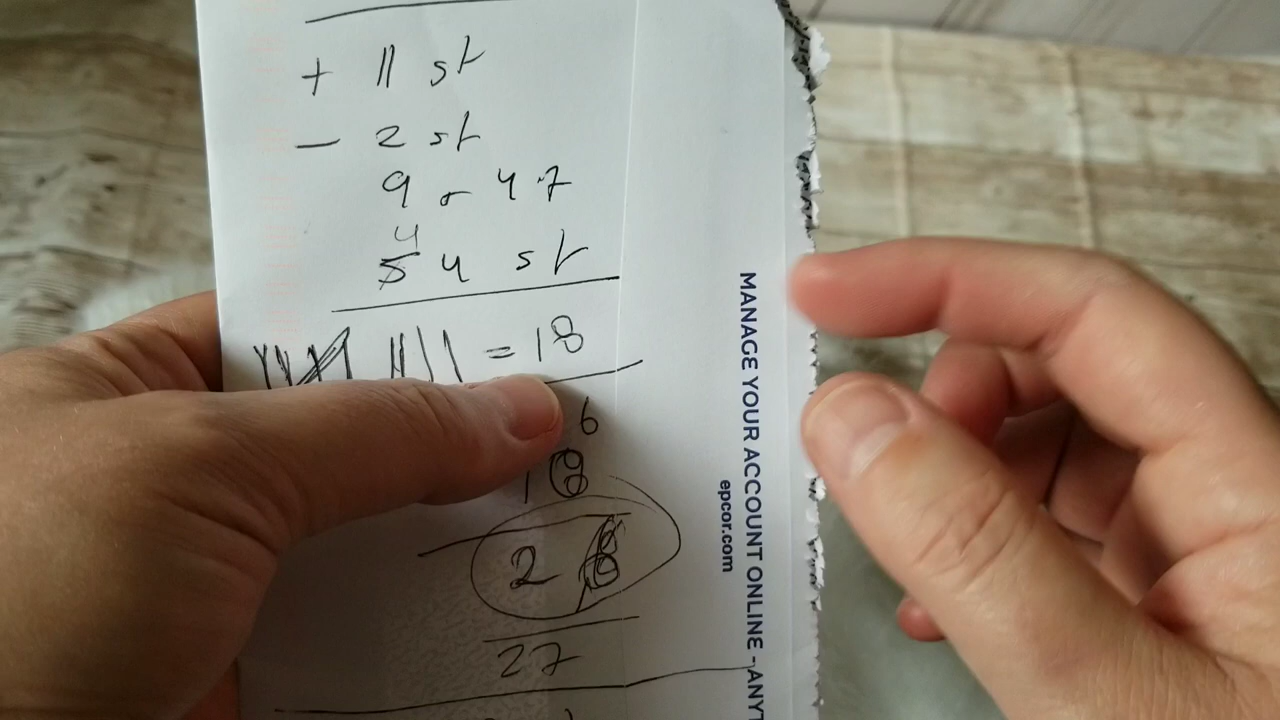 + 11 st
- 2 st
9 - 47
4
5 4 st
= 18
6
18
2
27
MANAGE YOUR ACCOUNT ONLINE - ANYT
epcor.com